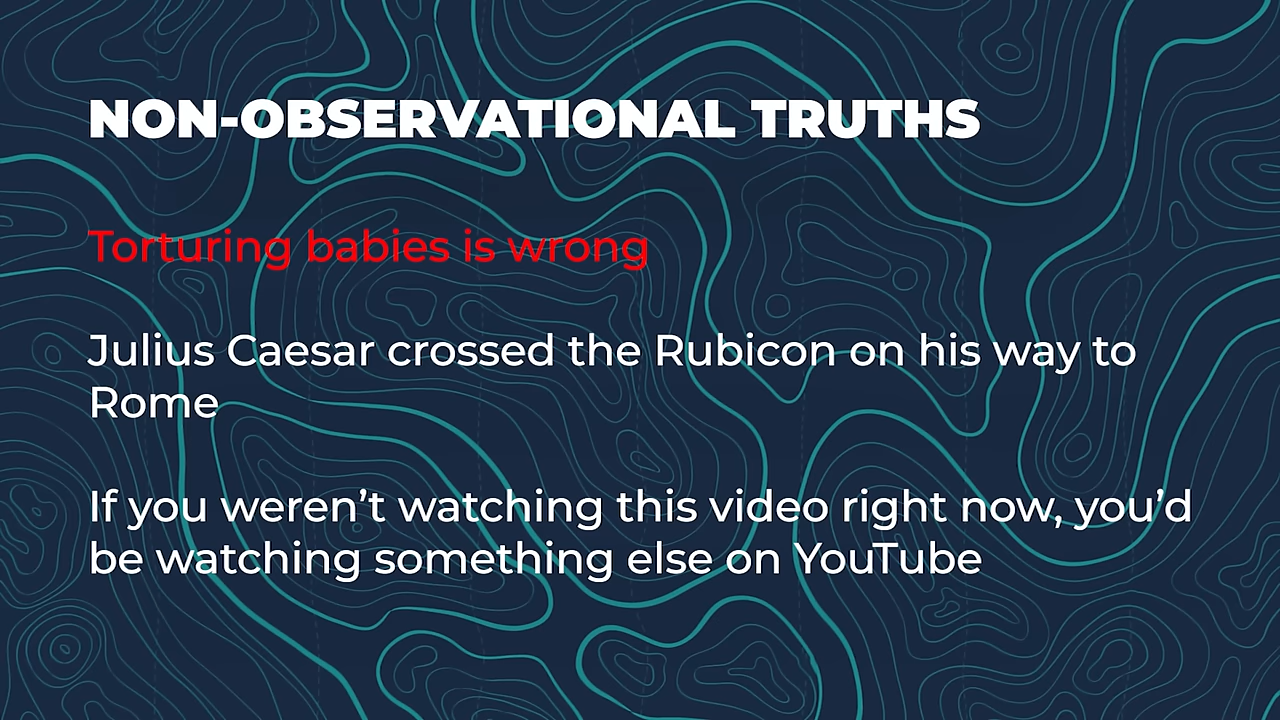 NON-OBSERVATIONAL TRUTHS
Torturing babies is wrong
Julius Caesar crossed the Rubicon on his way to
Rome
If you weren’t watching this video right now, you’d
be watching something else on YouTube